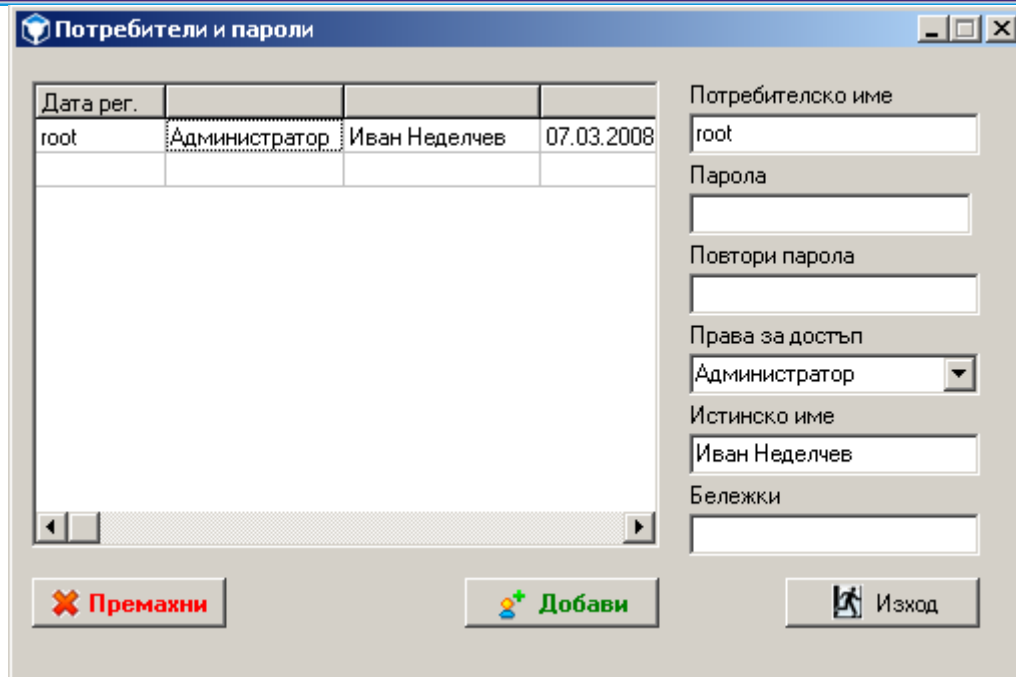 Потребители и пароли
Дата рег.
root Администратор Иван Неделчев 07.03.2008
Потребителско име
root
Парола
Повтори парола
Права за достъп
Администратор
Истинско име
Иван Неделчев
Бележки
Премахни Добави Изход